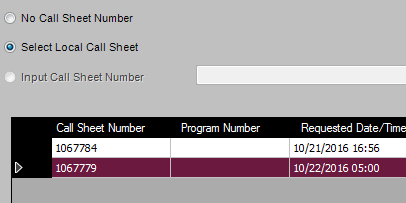 No Call Sheet Number
Select Local Call Sheet
Input Call Sheet Number
Call Sheet Number Program Number Requested Date/Time
1067784 10/21/2016 16:56
1067779 10/22/2016 05:00